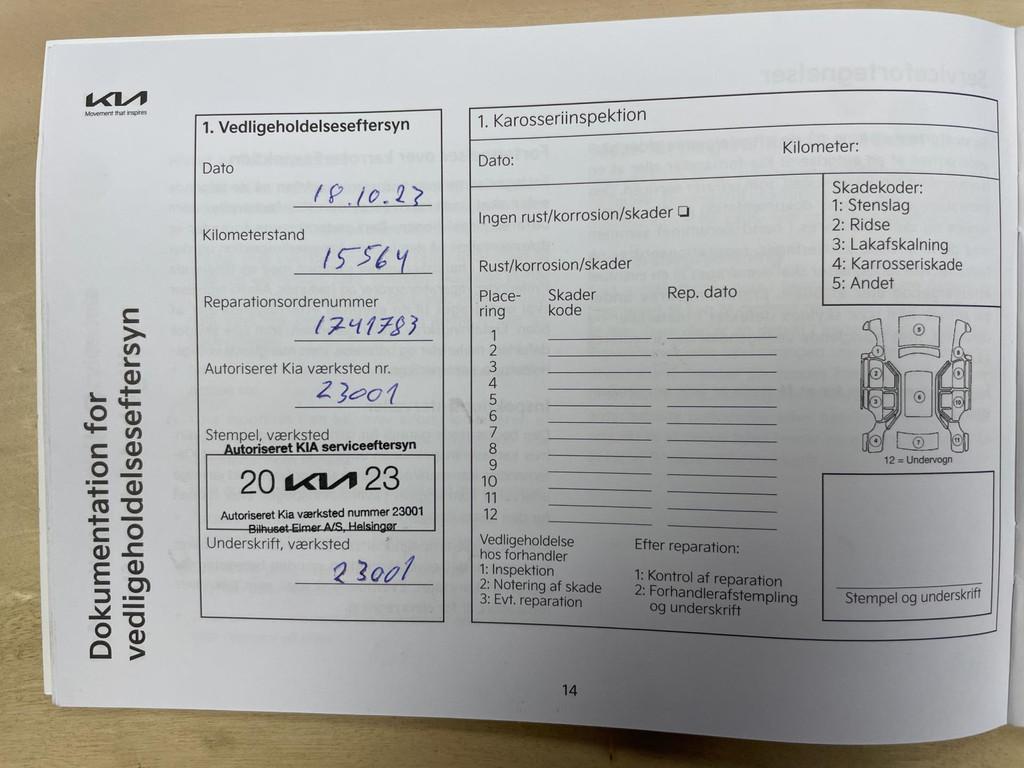 KIA
Movement that inspires
Dokumentation for
vedligeholdelseseftersyn
1. Vedligeholdelseseftersyn
Dato
18.10.23
Kilometerstand
15564
Reparationsordrenummer
1741783
Autoriseret Kia værksted nr.
23001
Stempel, værksted
Autoriseret KIA serviceeftersyn
20 KIA 23
Autoriseret Kia værksted nummer 23001
Bilhuset Elmer A/S, Helsingør
Underskrift, værksted
23001
1. Karosseriinspektion
Dato:
Kilometer:
Ingen rust/korrosion/skader ❏
Rust/korrosion/skader
Place-
ring
Skader
kode
Rep. dato
1
2
3
4
5
6
7
8
9
10
11
12
Skadekoder:
1: Stenslag
2: Ridse
3: Lakafskalning
4: Karrosseriskade
5: Andet
12 = Undervogn
Vedligeholdelse
hos forhandler
1: Inspektion
2: Notering af skade
3: Evt. reparation
Efter reparation:
1: Kontrol af reparation
2: Forhandlerafstempling
og underskrift
Stempel og underskrift
14